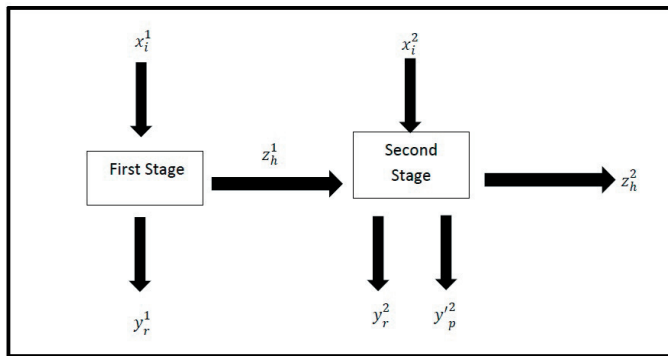 x_i^1
x_i^2
First Stage
z_h^1
Second
Stage
z_h^2
y_r^1
y_r^2
y'_p^2